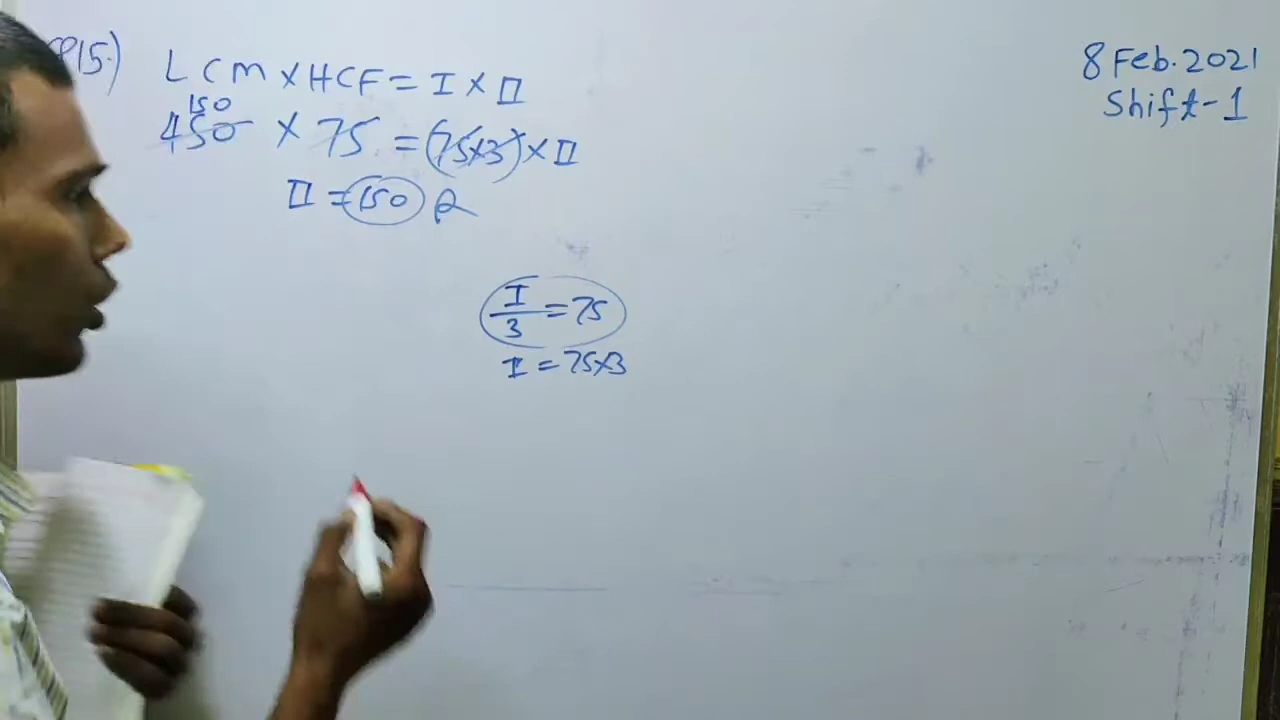 LCM × HCF = I × II
150
450 × 75 = (75×3) × II
II = 150
I/3 = 75
I = 75×3
8 Feb. 2021
Shift-1